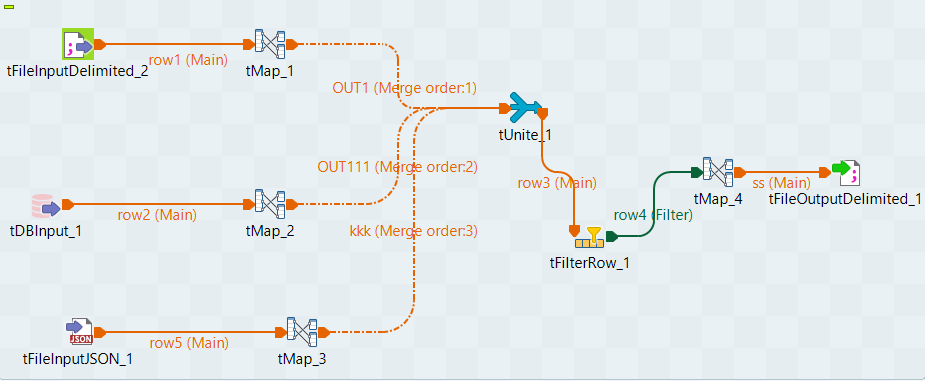 row1 (Main)
tFileInputDelimited_2
tMap_1
OUT1 (Merge order:1)
tUnite_1
OUT111 (Merge order:2)
row3 (Main)
ss (Main)
tMap_4
tFileOutputDelimited_1
row2 (Main)
row4 (Filter)
tDBInput_1
tMap_2
kkk (Merge order:3)
tFilterRow_1
JSON
row5 (Main)
tFileInputJSON_1
tMap_3